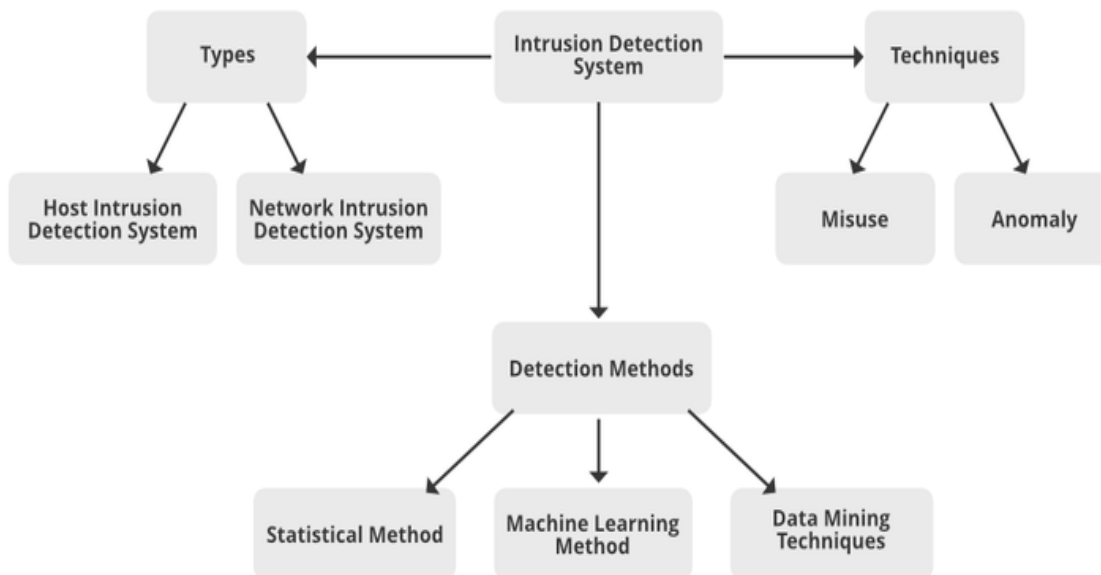 Types
Intrusion Detection
System
Techniques
Host Intrusion
Detection System
Network Intrusion
Detection System
Misuse
Anomaly
Detection Methods
Statistical Method
Machine Learning
Method
Data Mining
Techniques